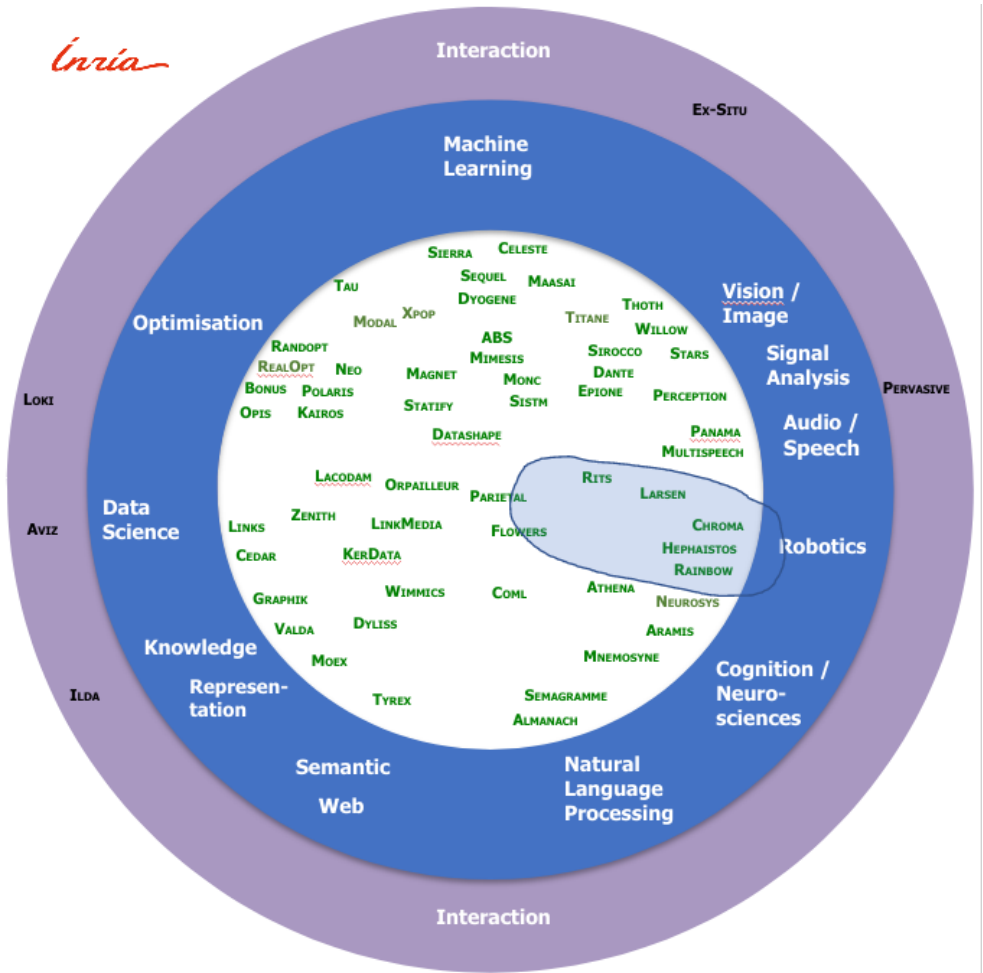 Inria
Interaction
Ex-Situ
Machine
Learning
Sierra
Celeste
Sequel
Maasai
Tau
Dyogene
Thoth
Vision /
Image
Xpop
Modal
Titane
Willow
Optimisation
ABS
Randopt
Sirocco
Stars
Signal
Analysis
Mimesis
RealOpt
Neo
Magnet
Monc
Dante
Bonus
Polaris
Epione
Perception
Pervasive
Loki
Opis
Kairos
Statify
Sistm
Audio /
Speech
Datashape
Panama
Multispeech
Lacodam
Orpailleur
Parietal
Rits
Larsen
Data
Science
Zenith
Links
LinkMedia
Flowers
Chroma
Aviz
Cedar
KerData
Hephaistos
Robotics
Rainbow
Graphik
Wimmics
Coml
Athena
Neurosys
Valda
Dyliss
Aramis
Knowledge
Represen-
tation
Moex
Mnemosyne
Cognition /
Neuro-
sciences
Ilda
Tyrex
Semagramme
Almanach
Semantic
Web
Natural
Language
Processing
Interaction